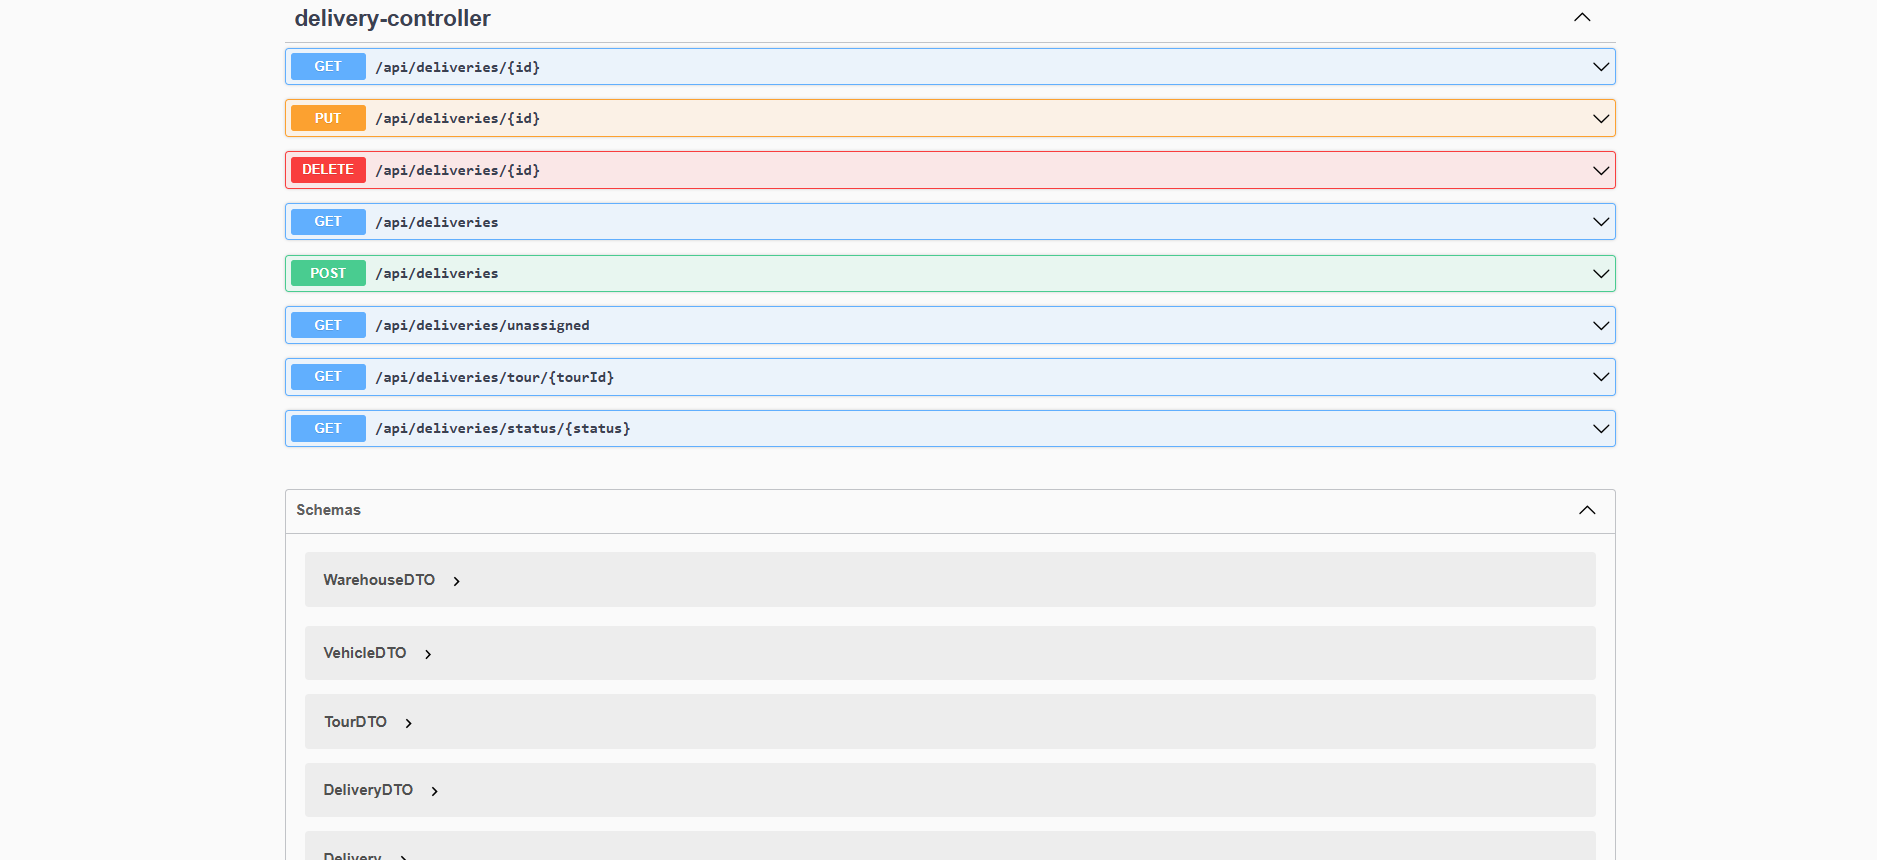 delivery-controller
GET /api/deliveries/{id}
PUT /api/deliveries/{id}
DELETE /api/deliveries/{id}
GET /api/deliveries
POST /api/deliveries
GET /api/deliveries/unassigned
GET /api/deliveries/tour/{tourId}
GET /api/deliveries/status/{status}
Schemas
WarehouseDTO
VehicleDTO
TourDTO
DeliveryDTO
Delivery